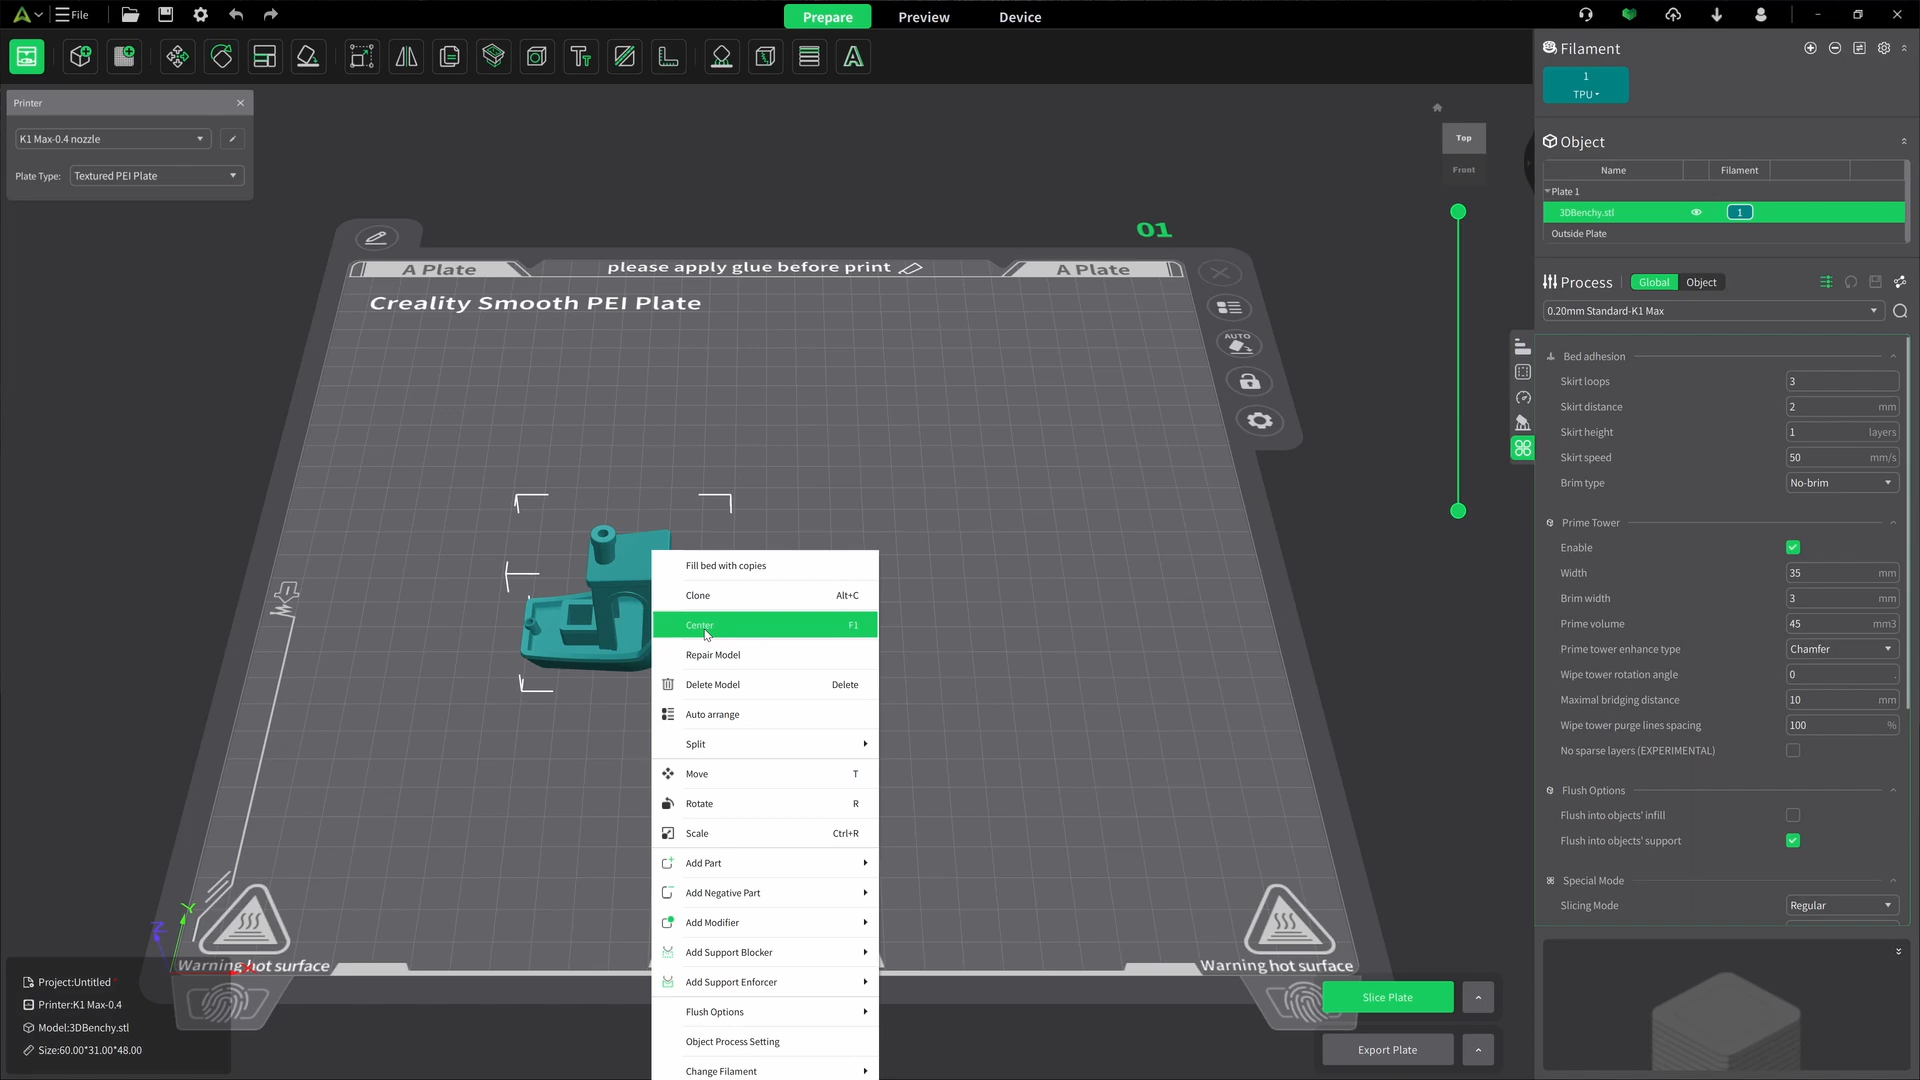 File
Prepare
Preview
Device
Printer
K1 Max-0.4 nozzle
Plate Type:
Textured PEI Plate
Top
Front
01
A Plate
please apply glue before print
A Plate
Creality Smooth PEI Plate
AUTO
Fill bed with copies
Clone Alt+C
Center F1
Repair Model
Delete Model Delete
Auto arrange
Split
Move T
Rotate R
Scale Ctrl+R
Add Part
Add Negative Part
Add Modifier
Add Support Blocker
Add Support Enforcer
Flush Options
Object Process Setting
Change Filament
Warning hot surface
Warning hot surface
Z
Y
X
Project:Untitled *
Printer:K1 Max-0.4
Model:3DBenchy.stl
Size:60.00*31.00*48.00
Slice Plate
Export Plate
Filament
1
TPU
Object
Name Filament
Plate 1
3DBenchy.stl 1
Outside Plate
Process Global Object
0.20mm Standard-K1 Max
Bed adhesion
Skirt loops 3
Skirt distance 2 mm
Skirt height 1 layers
Skirt speed 50 mm/s
Brim type No-brim
Prime Tower
Enable
Width 35 mm
Brim width 3 mm
Prime volume 45 mm3
Prime tower enhance type Chamfer
Wipe tower rotation angle 0
Maximal bridging distance 10 mm
Wipe tower purge lines spacing 100 %
No sparse layers (EXPERIMENTAL)
Flush Options
Flush into objects' infill
Flush into objects' support
Special Mode
Slicing Mode Regular